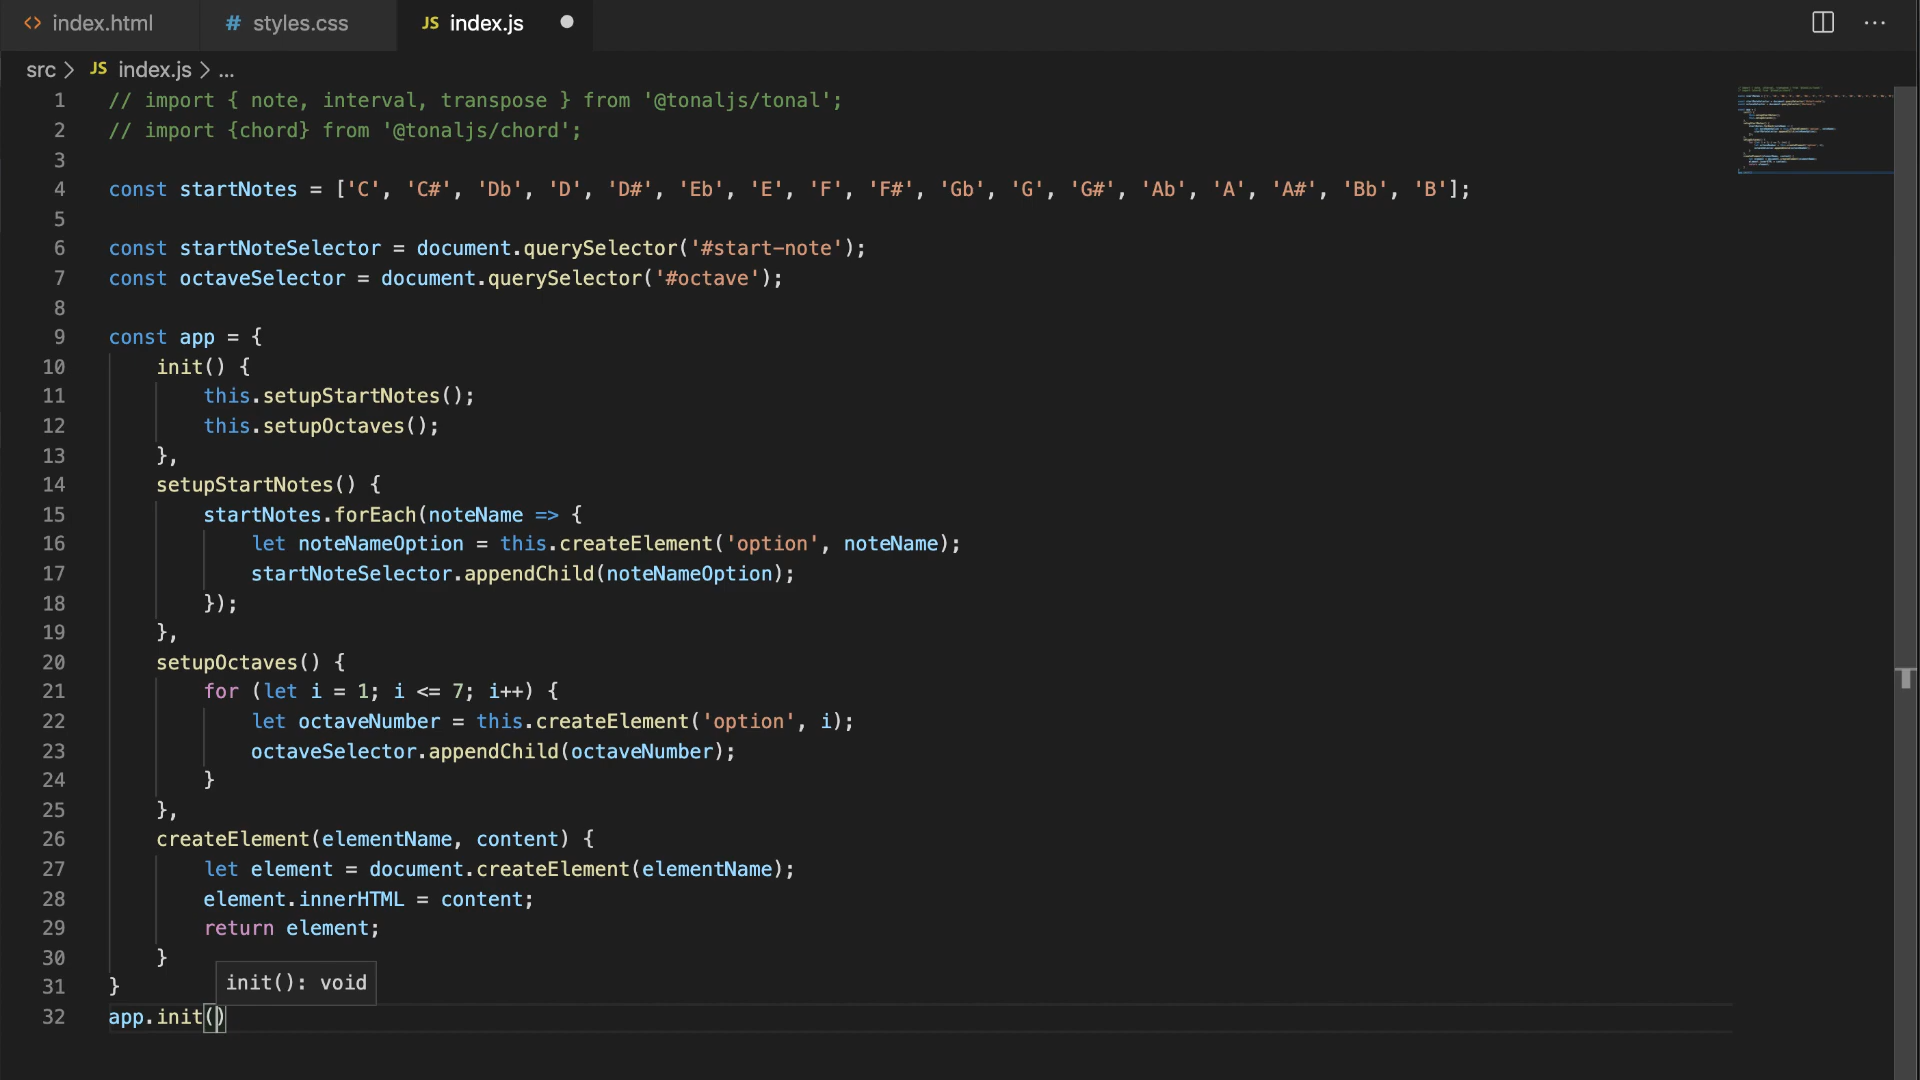 index.html
# styles.css
JS index.js
src > JS index.js > ...
1 // import { note, interval, transpose } from '@tonaljs/tonal';
2 // import {chord} from '@tonaljs/chord';
3
4 const startNotes = ['C', 'C#', 'Db', 'D', 'D#', 'Eb', 'E', 'F', 'F#', 'Gb', 'G', 'G#', 'Ab', 'A', 'A#', 'Bb', 'B'];
5
6 const startNoteSelector = document.querySelector('#start-note');
7 const octaveSelector = document.querySelector('#octave');
8
9 const app = {
10 init() {
11 this.setupStartNotes();
12 this.setupOctaves();
13 },
14 setupStartNotes() {
15 startNotes.forEach(noteName => {
16 let noteNameOption = this.createElement('option', noteName);
17 startNoteSelector.appendChild(noteNameOption);
18 });
19 },
20 setupOctaves() {
21 for (let i = 1; i <= 7; i++) {
22 let octaveNumber = this.createElement('option', i);
23 octaveSelector.appendChild(octaveNumber);
24 }
25 },
26 createElement(elementName, content) {
27 let element = document.createElement(elementName);
28 element.innerHTML = content;
29 return element;
30 }
31 }
init(): void
32 app.init()